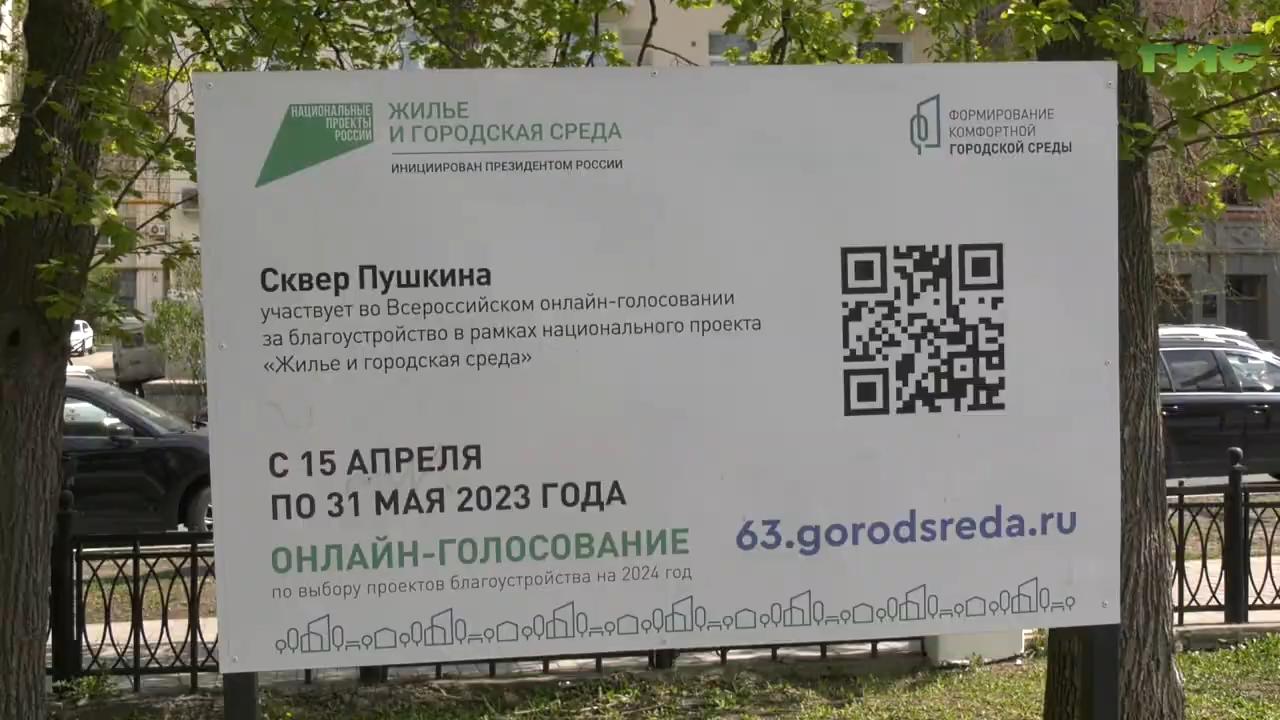 ТИС
НАЦИОНАЛЬНЫЕ
ПРОЕКТЫ
РОССИИ
ЖИЛЬЕ
И ГОРОДСКАЯ СРЕДА
ИНИЦИИРОВАН ПРЕЗИДЕНТОМ РОССИИ
ФОРМИРОВАНИЕ
КОМФОРТНОЙ
ГОРОДСКОЙ СРЕДЫ
Сквер Пушкина
участвует во Всероссийском онлайн-голосовании
за благоустройство в рамках национального проекта
«Жилье и городская среда»
С 15 АПРЕЛЯ
ПО 31 МАЯ 2023 ГОДА
ОНЛАЙН-ГОЛОСОВАНИЕ
по выбору проектов благоустройства на 2024 год
63.gorodsreda.ru